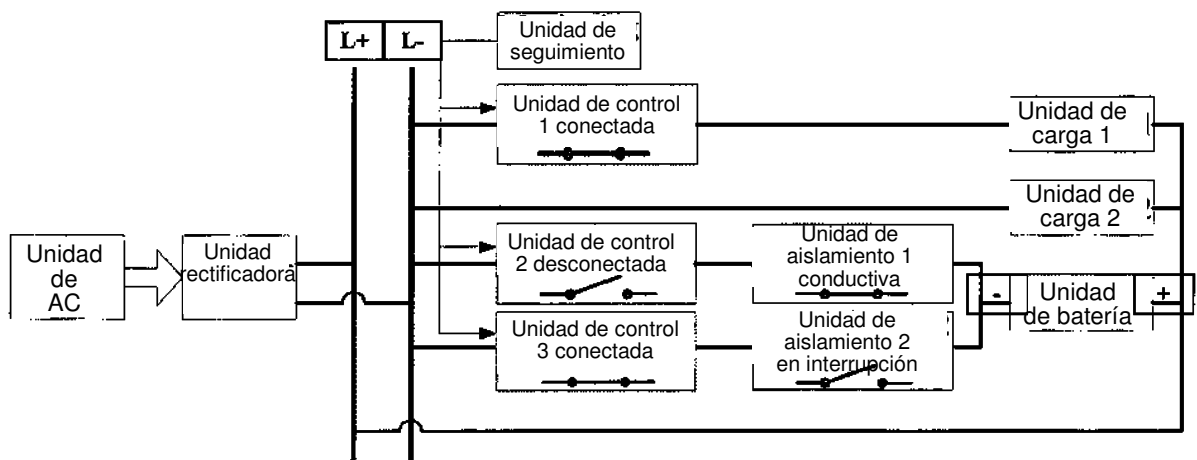 L+ L-
Unidad de
seguimiento
Unidad de control
1 conectada
Unidad de
carga 1
Unidad de
carga 2
Unidad
de
AC
Unidad
rectificadora
Unidad de control
2 desconectada
Unidad de
aislamiento 1
conductiva
-
Unidad
de batería
+
Unidad de control
3 conectada
Unidad de
aislamiento 2
en interrupción